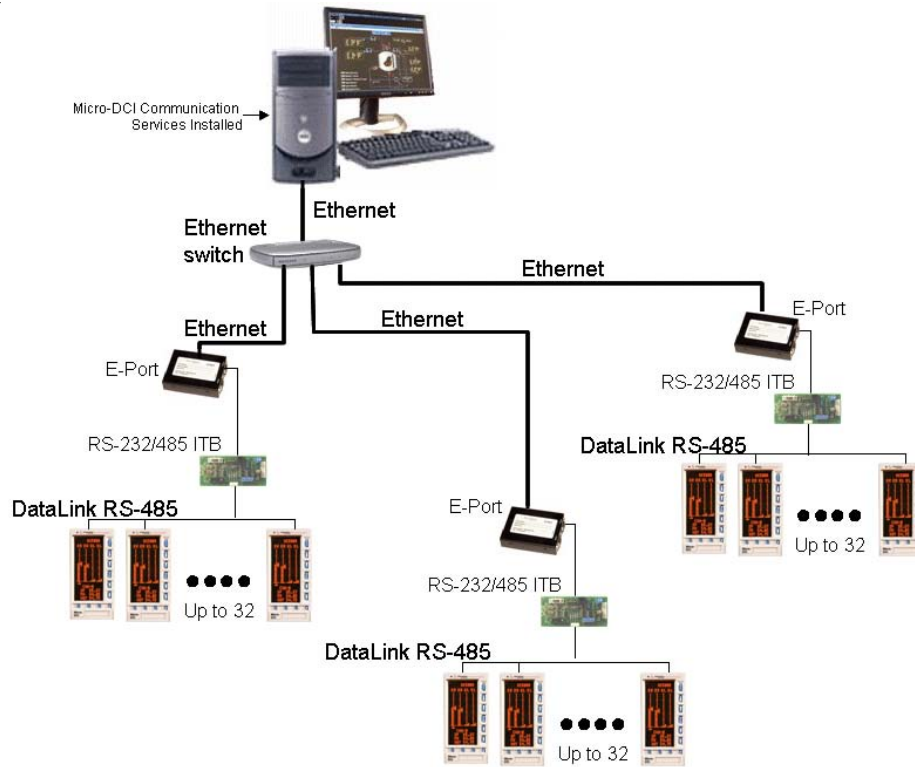 Micro-DCI Communication
Services Installed
Ethernet
Ethernet
switch
Ethernet
E-Port
Ethernet
Ethernet
E-Port
RS-232/485 ITB
RS-232/485 ITB
DataLink RS-485
DataLink RS-485
E-Port
Up to 32
RS-232/485 ITB
Up to 32
DataLink RS-485
Up to 32